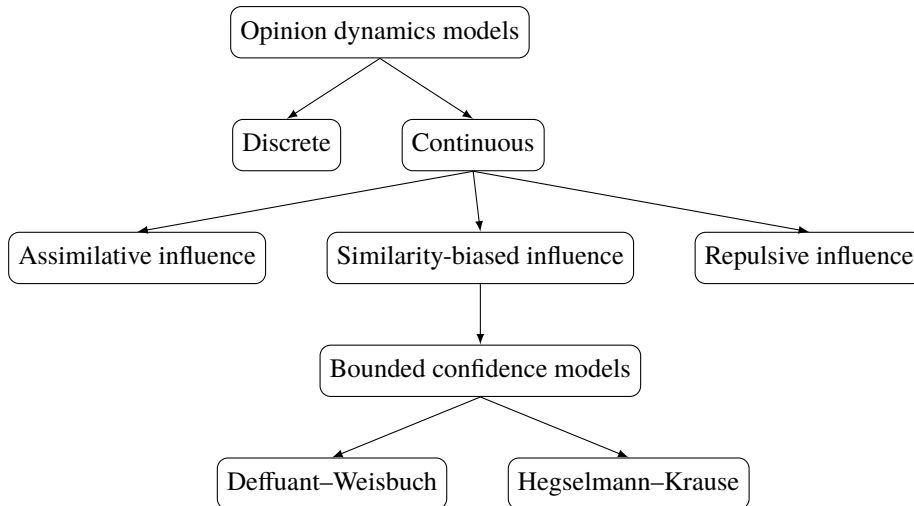 Opinion dynamics models
Discrete
Continuous
Assimilative influence
Similarity-biased influence
Repulsive influence
Bounded confidence models
Deffuant–Weisbuch
Hegselmann–Krause